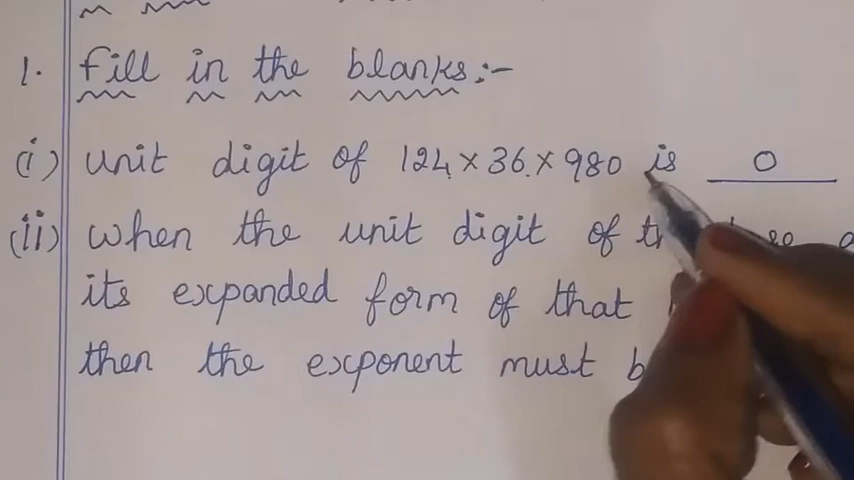 1. Fill in the blanks:-
(i) unit digit of 124 × 36 × 980 is 0
(ii) when the unit digit of
its expanded form of that
then the exponent must